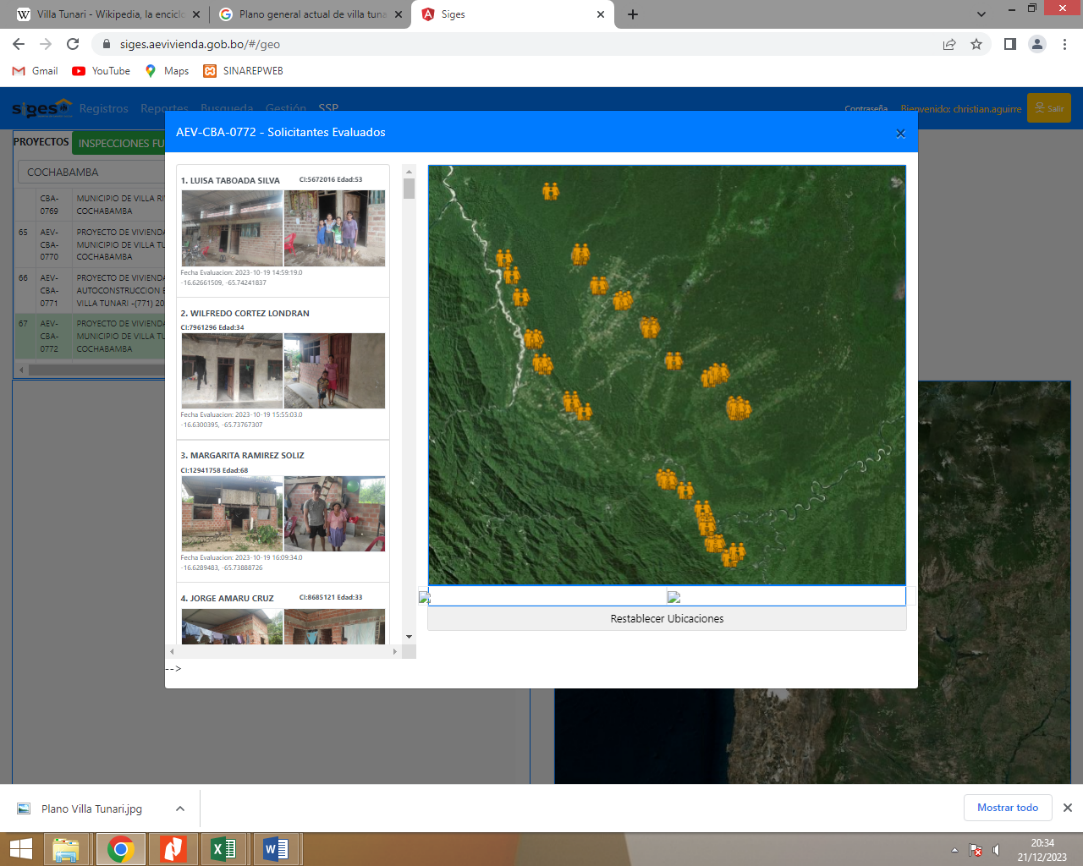 Villa Tunari - Wikipedia, la encicl
Plano general actual de villa tuna
Siges
siges.aevivienda.gob.bo/#/geo
Gmail
YouTube
Maps
SINAREPWEB
siges
Registros
Reportes
Busqueda
Gestión
SSP
Contraseña
Bienvenido: christian.aguirre
Salir
AEV-CBA-0772 - Solicitantes Evaluados
×
PROYECTOS
INSPECCIONES FU
COCHABAMBA
CBA-
0769
MUNICIPIO DE VILLA RI
COCHABAMBA
65
AEV-
CBA-
0770
PROYECTO DE VIVIEND
MUNICIPIO DE VILLA TU
COCHABAMBA
66
AEV-
CBA-
0771
PROYECTO DE VIVIEND
AUTOCONSTRUCCION E
VILLA TUNARI -(771) 20
67
AEV-
CBA-
0772
PROYECTO DE VIVIEND
MUNICIPIO DE VILLA TU
COCHABAMBA
1. LUISA TABOADA SILVA CI:5672016 Edad:53
Fecha Evaluacion: 2023-10-19 14:59:19.0
-16.62661509, -65.74241837
2. WILFREDO CORTEZ LONDRAN
CI:7961296 Edad:34
Fecha Evaluacion: 2023-10-19 15:55:03.0
-16.6300395, -65.73767307
3. MARGARITA RAMIREZ SOLIZ
CI:12941758 Edad:68
Fecha Evaluacion: 2023-10-19 16:09:34.0
-16.6289483, -65.73888726
4. JORGE AMARU CRUZ CI:8685121 Edad:33
Restablecer Ubicaciones
-->
Plano Villa Tunari.jpg
Mostrar todo
20:34
21/12/2023